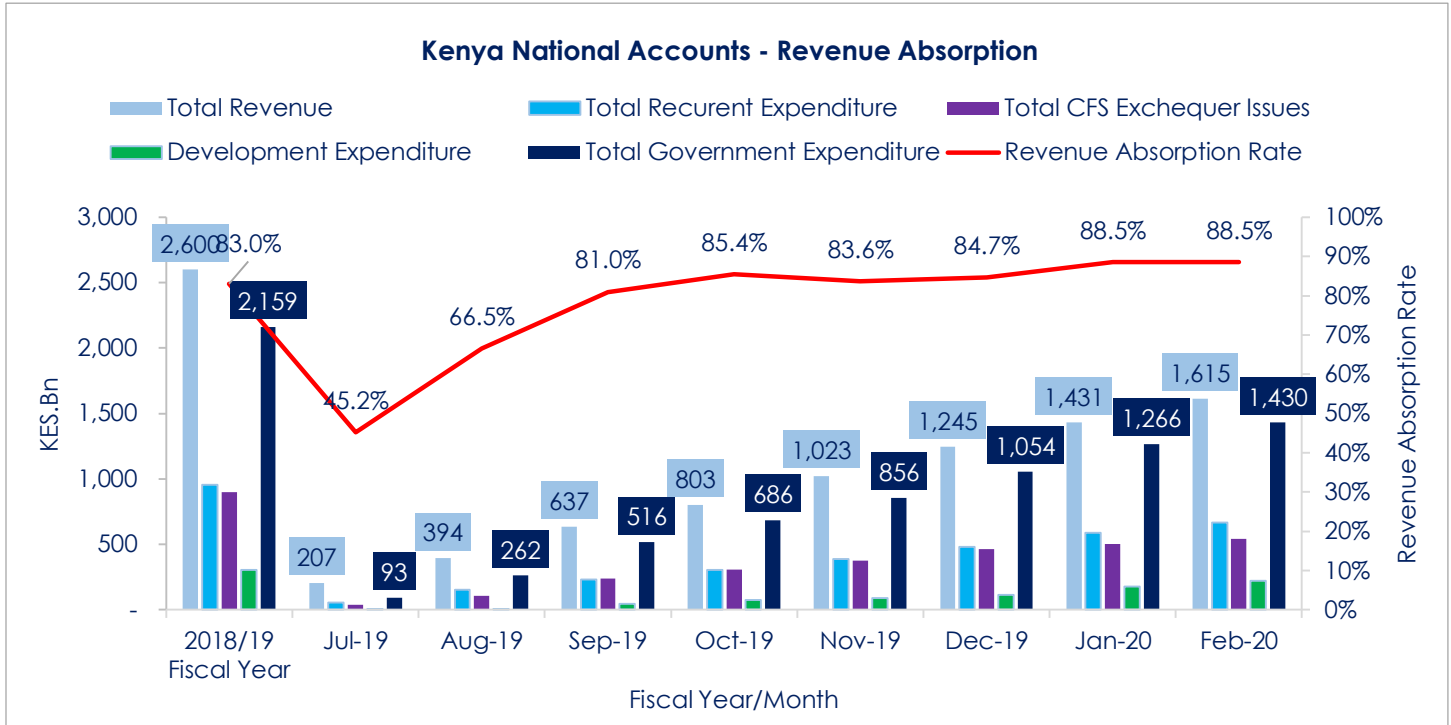 Kenya National Accounts - Revenue Absorption
Total Revenue
Total Recurent Expenditure
Total CFS Exchequer Issues
Development Expenditure
Total Government Expenditure
Revenue Absorption Rate
KES.Bn
3,000
2,500
2,000
1,500
1,000
500
-
2,600
83.0%
2,159
207
45.2%
93
394
66.5%
262
637
81.0%
516
803
85.4%
686
1,023
83.6%
856
1,245
84.7%
1,054
1,431
88.5%
1,266
1,615
88.5%
1,430
100%
90%
80%
70%
60%
50%
40%
30%
20%
10%
0%
Revenue Absorption Rate
2018/19
Fiscal Year
Jul-19
Aug-19
Sep-19
Oct-19
Nov-19
Dec-19
Jan-20
Feb-20
Fiscal Year/Month